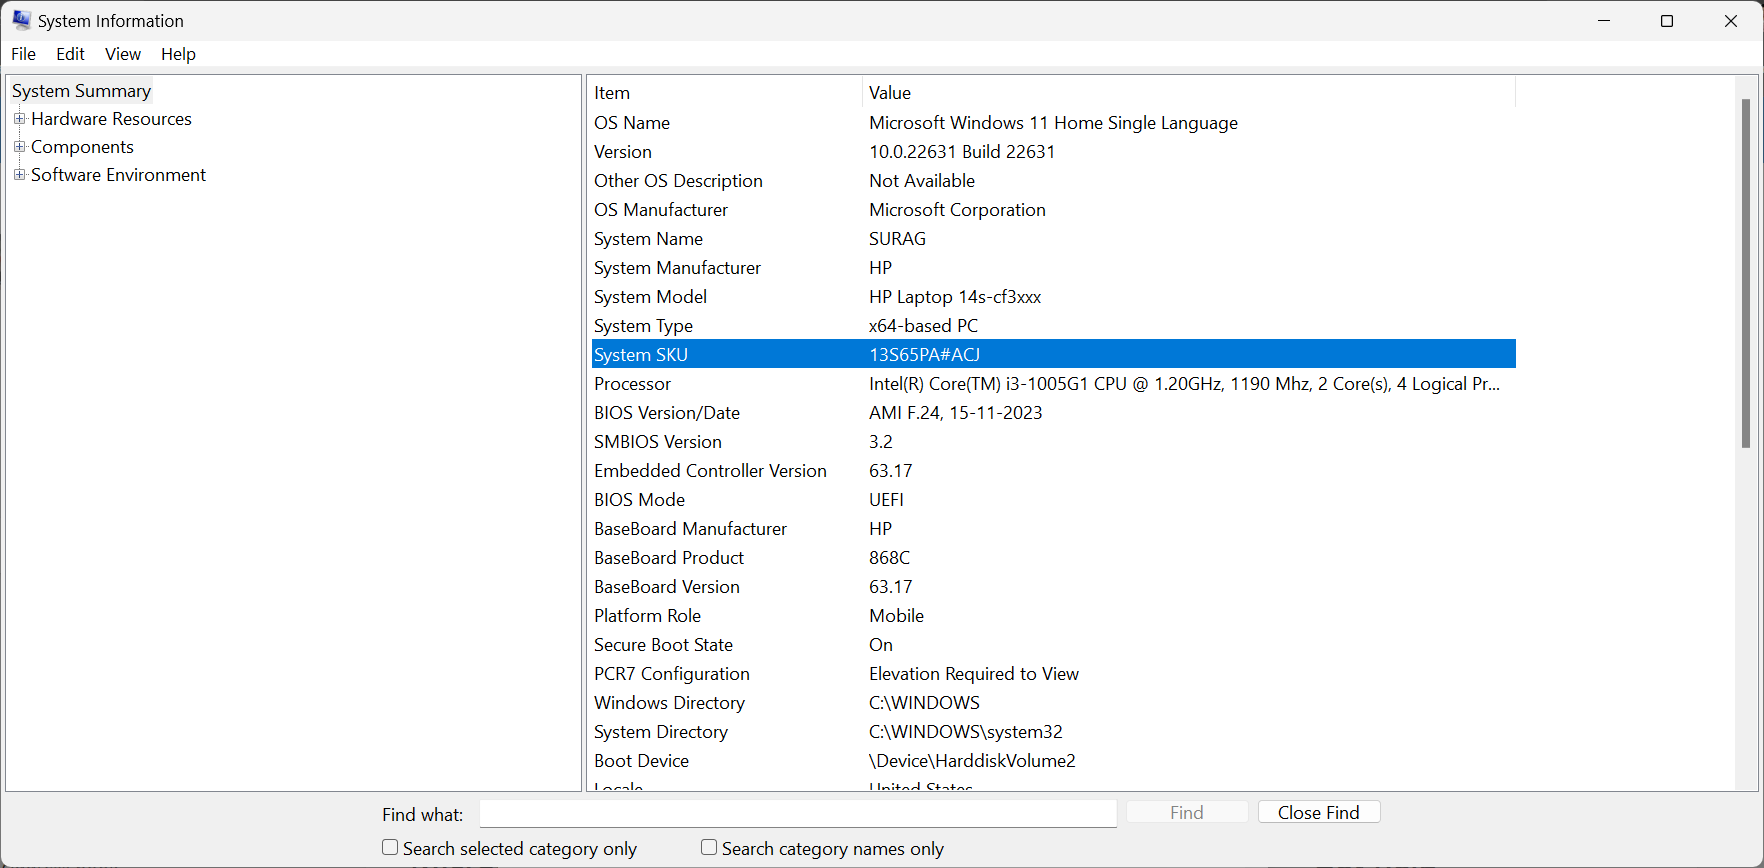 System Information
File Edit View Help
System Summary
Hardware Resources
Components
Software Environment
Item Value
OS Name Microsoft Windows 11 Home Single Language
Version 10.0.22631 Build 22631
Other OS Description Not Available
OS Manufacturer Microsoft Corporation
System Name SURAG
System Manufacturer HP
System Model HP Laptop 14s-cf3xxx
System Type x64-based PC
System SKU 13S65PA#ACJ
Processor Intel(R) Core(TM) i3-1005G1 CPU @ 1.20GHz, 1190 Mhz, 2 Core(s), 4 Logical Pr...
BIOS Version/Date AMI F.24, 15-11-2023
SMBIOS Version 3.2
Embedded Controller Version 63.17
BIOS Mode UEFI
BaseBoard Manufacturer HP
BaseBoard Product 868C
BaseBoard Version 63.17
Platform Role Mobile
Secure Boot State On
PCR7 Configuration Elevation Required to View
Windows Directory C:\WINDOWS
System Directory C:\WINDOWS\system32
Boot Device \Device\HarddiskVolume2
Locale United States
Find what: Find Close Find
Search selected category only Search category names only